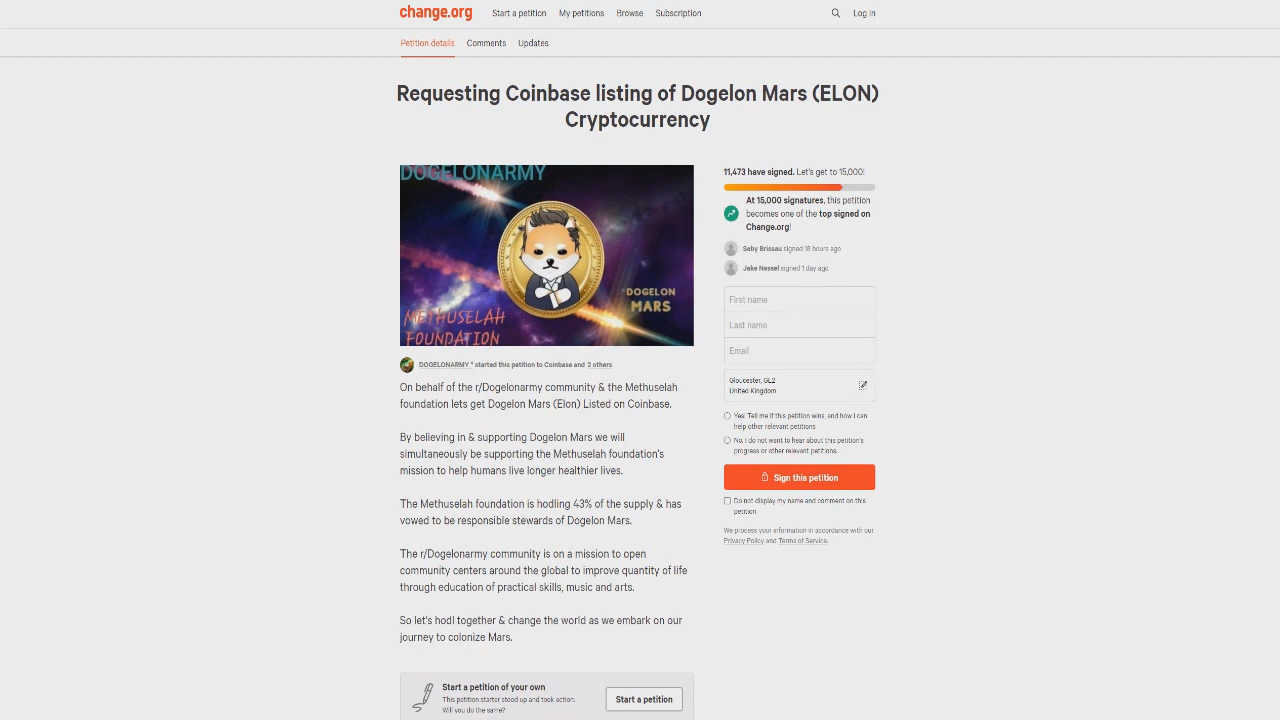 change.org
Start a petition My petitions Browse Subscription
Log in
Petition details Comments Updates
Requesting Coinbase listing of Dogelon Mars (ELON)
Cryptocurrency
DOGELONARMY
DOGELON
MARS
METHUSELAH
FOUNDATION
DOGELONARMY " started this petition to Coinbase and 2 others
On behalf of the r/Dogelonarmy community & the Methuselah
foundation lets get Dogelon Mars (Elon) Listed on Coinbase.
By believing in & supporting Dogelon Mars we will
simultaneously be supporting the Methuselah foundation's
mission to help humans live longer healthier lives.
The Methuselah foundation is hodling 43% of the supply & has
vowed to be responsible stewards of Dogelon Mars.
The r/Dogelonarmy community is on a mission to open
community centers around the global to improve quantity of life
through education of practical skills, music and arts.
So let's hodl together & change the world as we embark on our
journey to colonize Mars.
Start a petition of your own
This petition starter stood up and took action.
Will you do the same?
Start a petition
11,473 have signed. Let's get to 15,000!
At 15,000 signatures, this petition
becomes one of the top signed on
Change.org!
Seby Brissau signed 18 hours ago
Jake Nessel signed 1 day ago
First name
Last name
Email
Gloucester, GL2
United Kingdom
Yes! Tell me if this petition wins, and how I can
help other relevant petitions
No. I do not want to hear about this petition's
progress or other relevant petitions.
Sign this petition
Do not display my name and comment on this
petition
We process your information in accordance with our
Privacy Policy and Terms of Service.